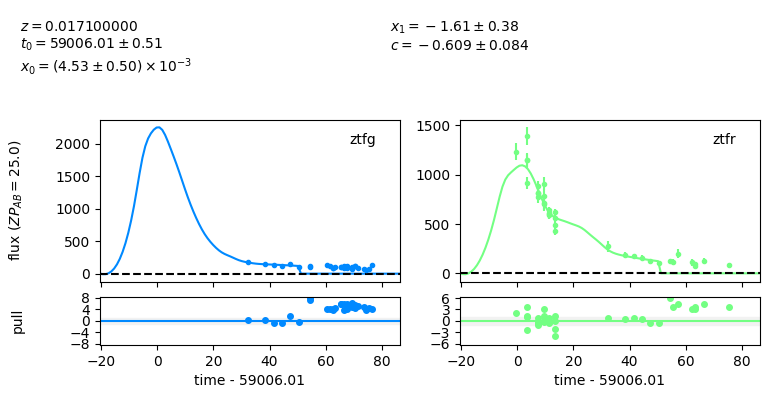 z = 0.017100000
t₀ = 59006.01 ± 0.51
x₀ = (4.53 ± 0.50) × 10⁻³
x₁ = −1.61 ± 0.38
c = −0.609 ± 0.084
flux (ZP_AB = 25.0)
2000
1500
1000
500
0
ztfg
1500
1000
500
0
ztfr
pull
8
4
0
−4
−8
−20 0 20 40 60 80
time - 59006.01
6
3
0
−3
−6
−20 0 20 40 60 80
time - 59006.01